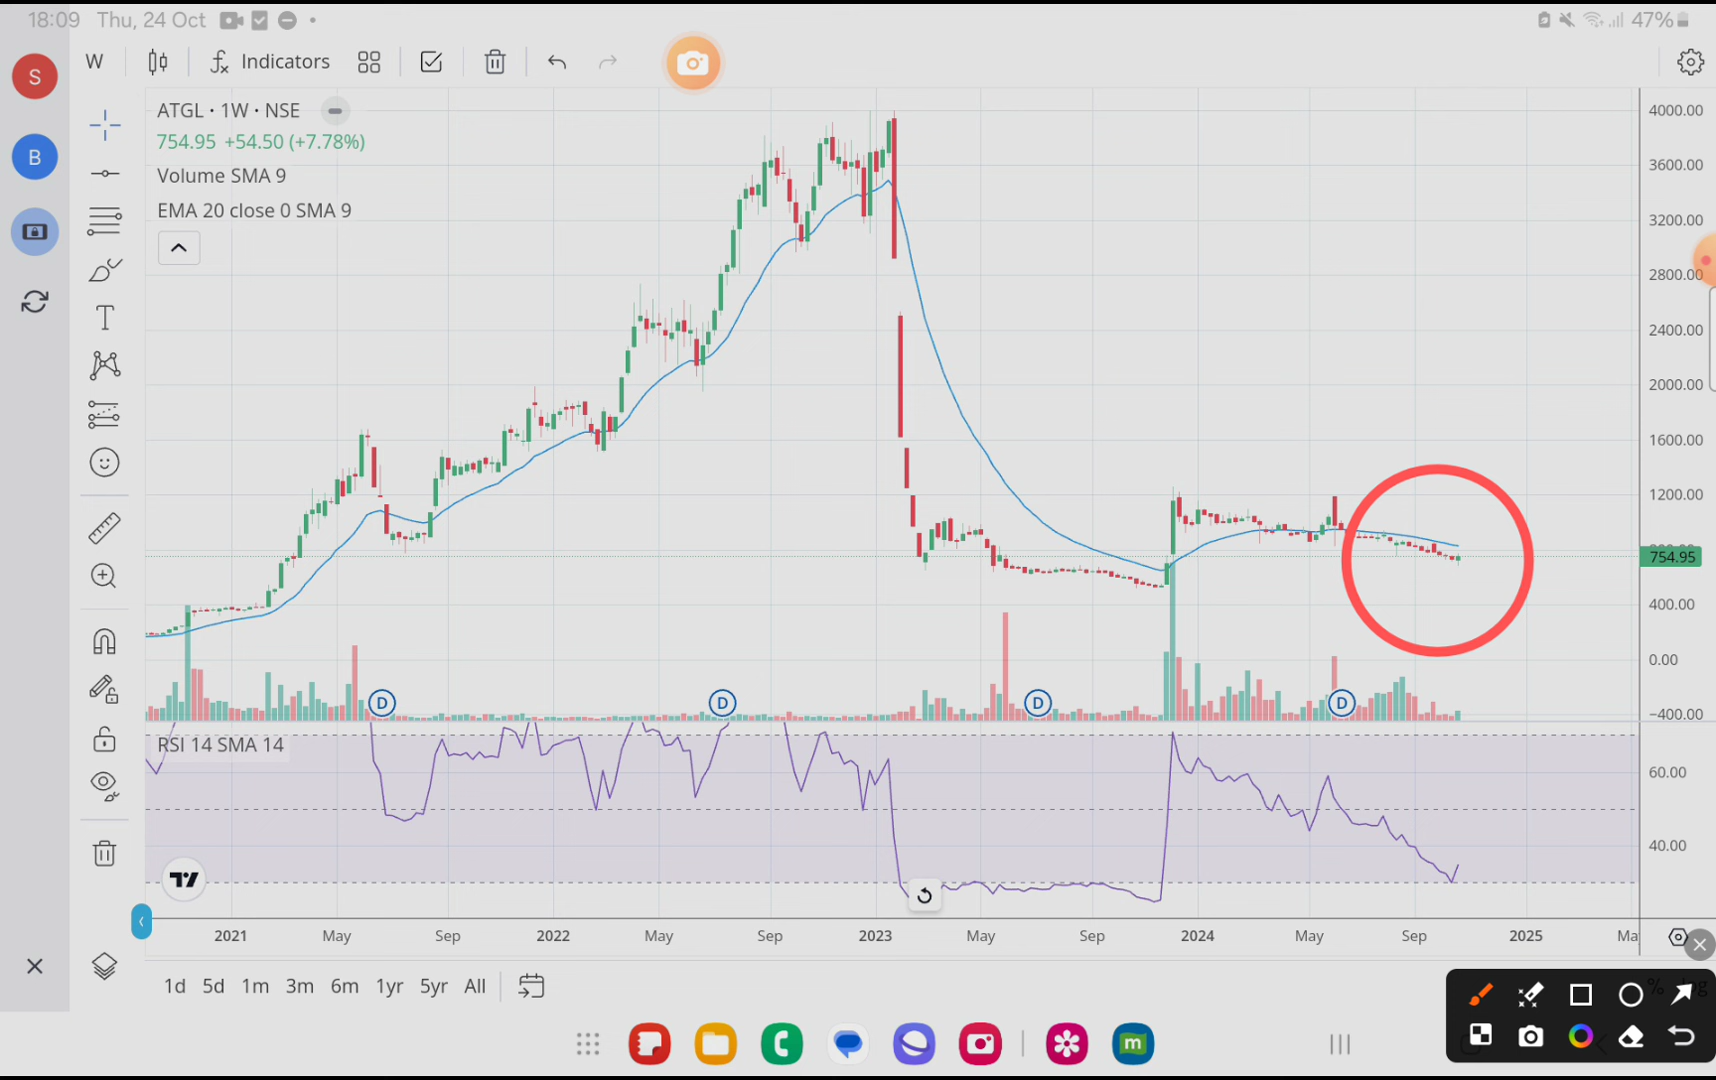 18:09 Thu, 24 Oct
47%
S
B
W
Indicators
ATGL · 1W · NSE
754.95 +54.50 (+7.78%)
Volume SMA 9
EMA 20 close 0 SMA 9
T
4000.00
3600.00
3200.00
2800.00
2400.00
2000.00
1600.00
1200.00
754.95
400.00
0.00
−400.00
D
D
D
D
RSI 14 SMA 14
60.00
40.00
2021 May Sep 2022 May Sep 2023 May Sep 2024 May Sep 2025
1d 5d 1m 3m 6m 1yr 5yr All
%
m